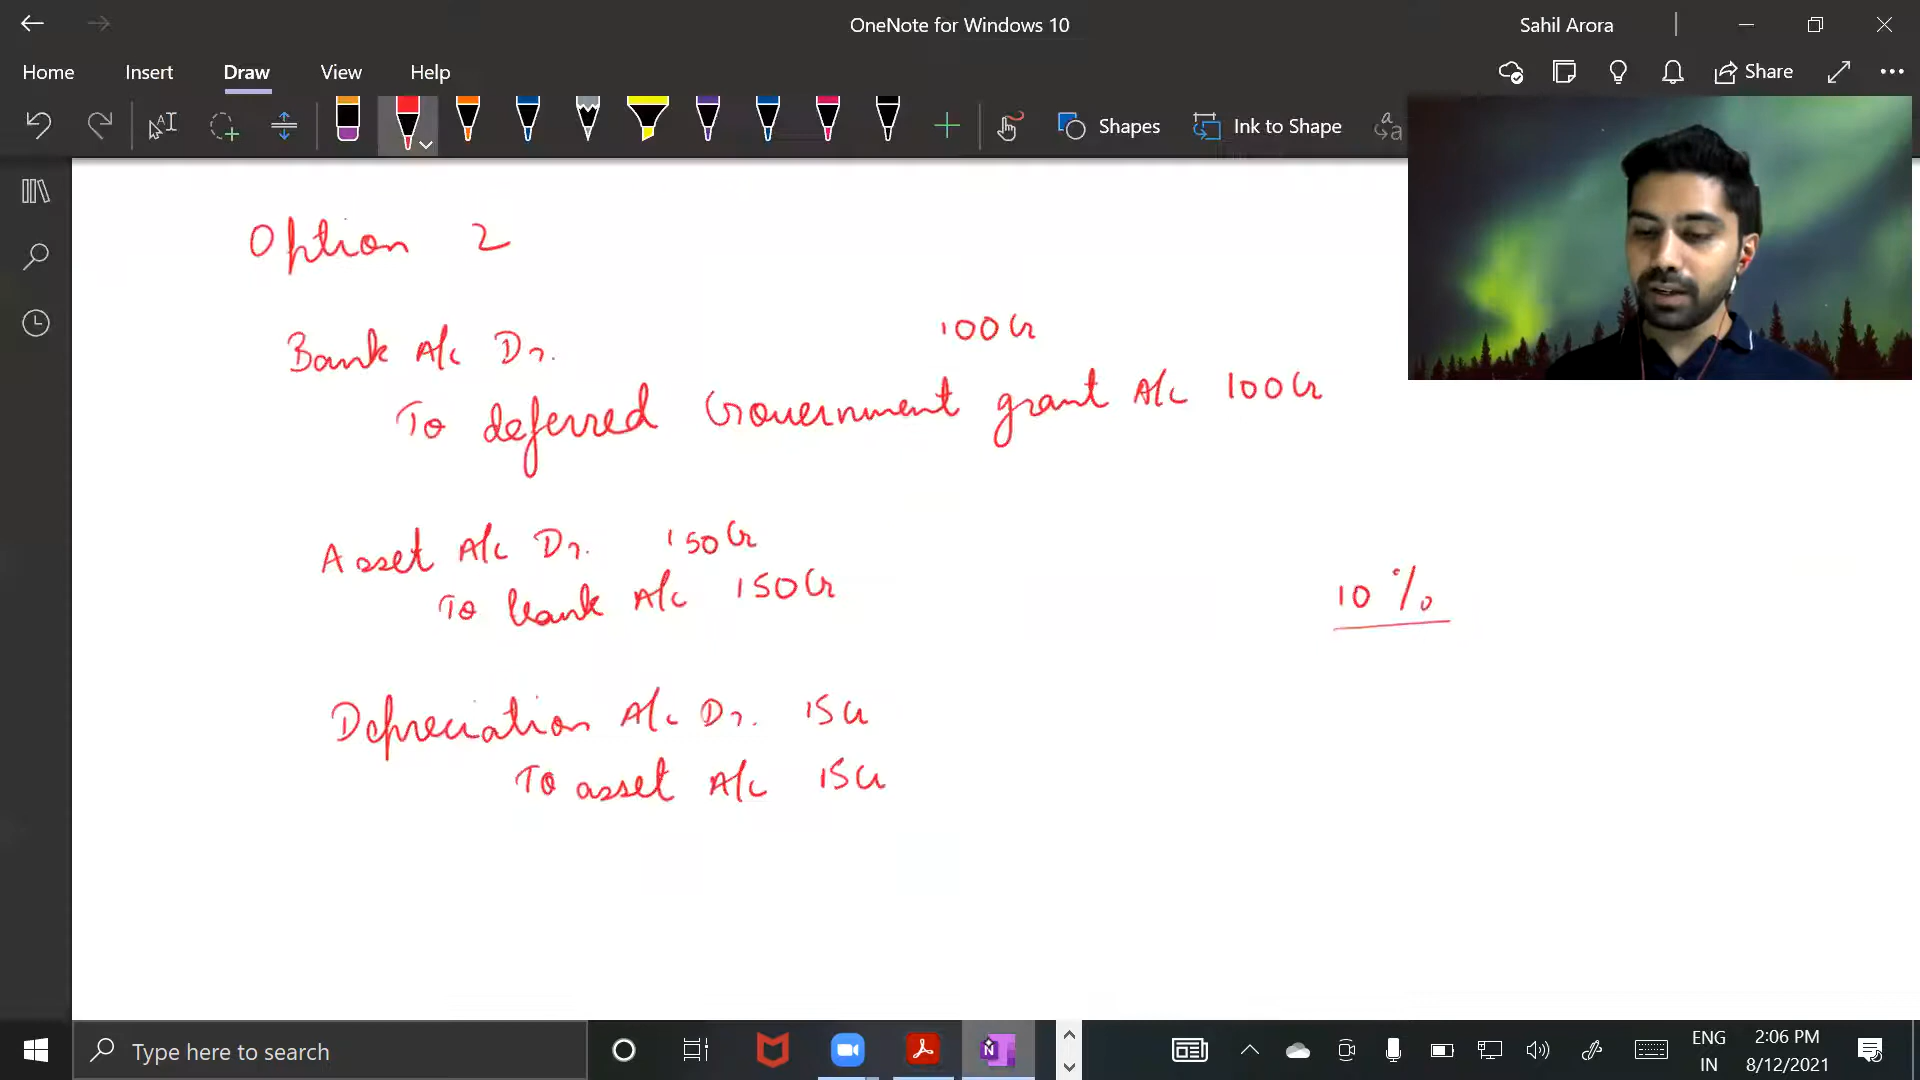 OneNote for Windows 10
Sahil Arora
Home Insert Draw View Help
Share
Shapes
Ink to Shape
Option 2
Bank A/c Dr. 100Cr
To deferred Government grant A/c 100Cr
Asset A/c Dr. 150Cr
To bank A/c 150Cr
10%
Depreciation A/c Dr. 15Cr
To asset A/c 15Cr
Type here to search
ENG
IN
2:06 PM
8/12/2021